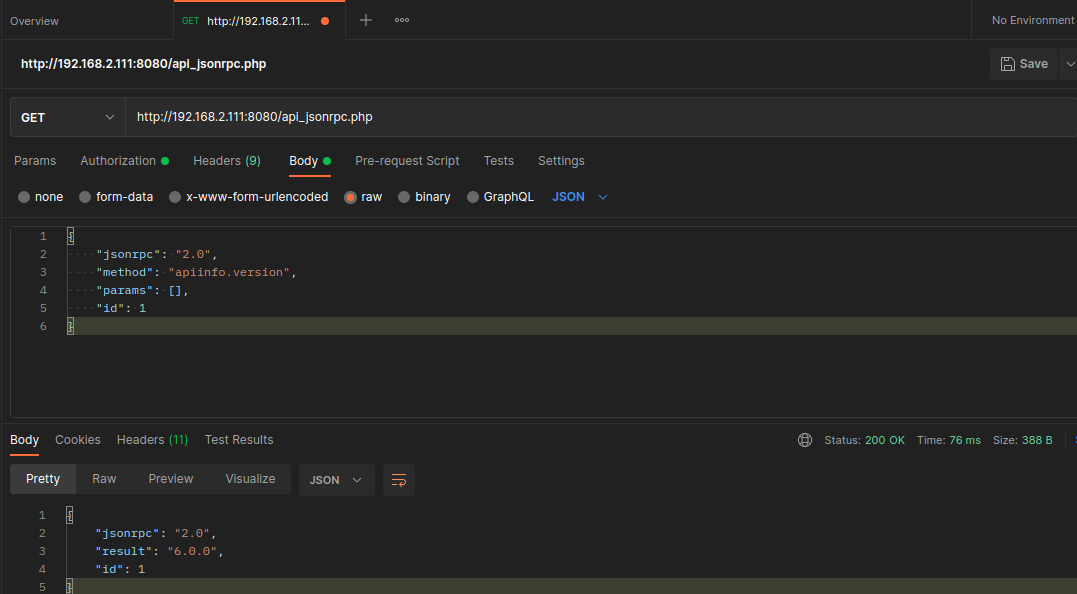 Overview GET http://192.168.2.11... No Environment
http://192.168.2.111:8080/api_jsonrpc.php Save
GET http://192.168.2.111:8080/api_jsonrpc.php
Params Authorization Headers (9) Body Pre-request Script Tests Settings
none form-data x-www-form-urlencoded raw binary GraphQL JSON
1 {
2 "jsonrpc": "2.0",
3 "method": "apiinfo.version",
4 "params": [],
5 "id": 1
6 }
Body Cookies Headers (11) Test Results Status: 200 OK Time: 76 ms Size: 388 B
Pretty Raw Preview Visualize JSON
1 {
2 "jsonrpc": "2.0",
3 "result": "6.0.0",
4 "id": 1
5 }